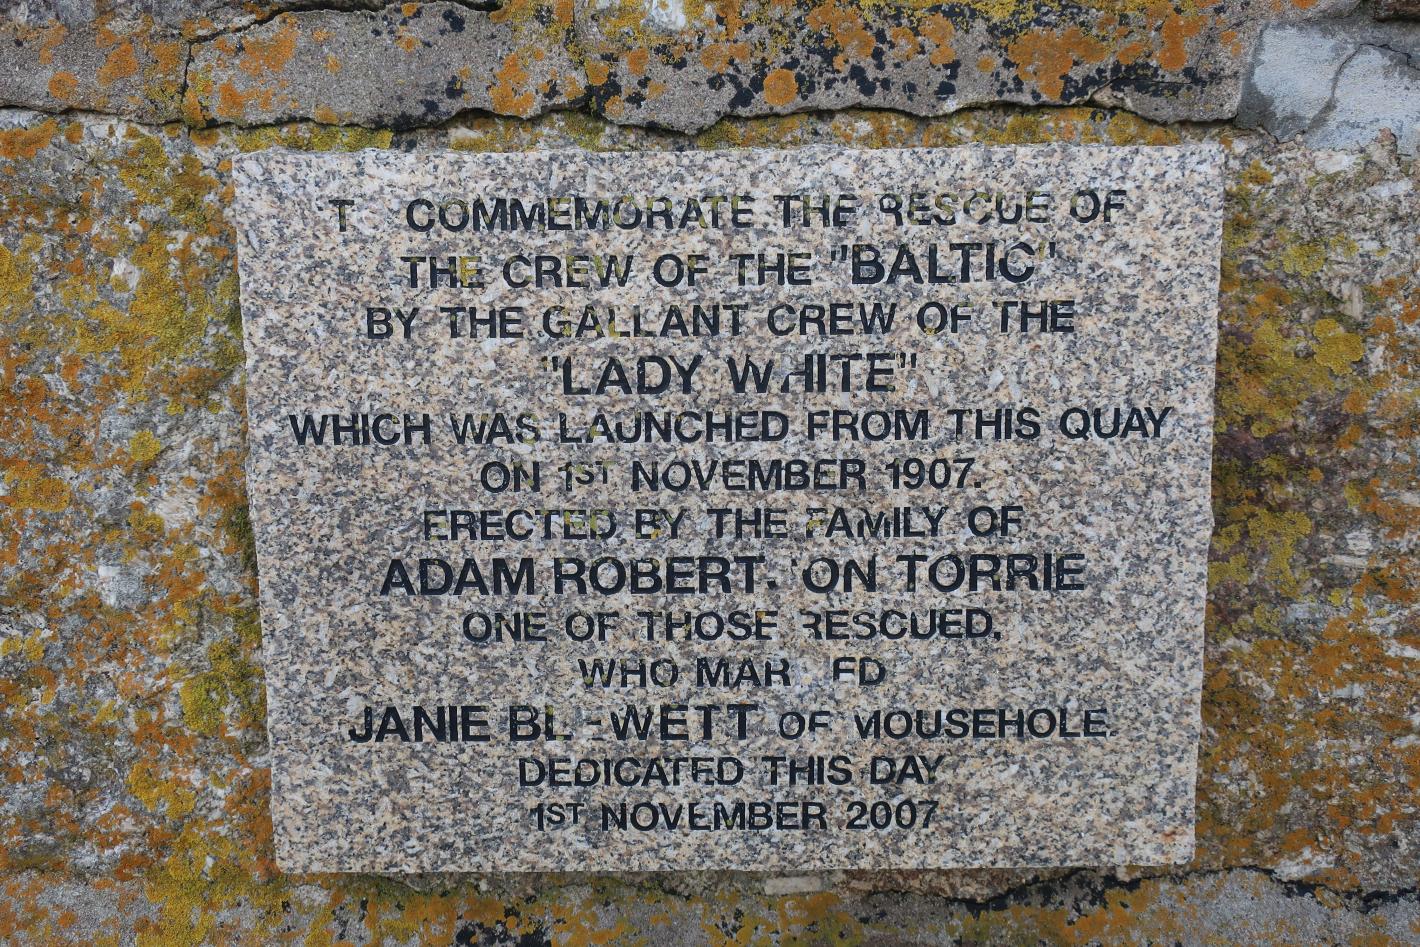 TO COMMEMORATE THE RESCUE OF
THE CREW OF THE "BALTIC"
BY THE GALLANT CREW OF THE
"LADY WHITE"
WHICH WAS LAUNCHED FROM THIS QUAY
ON 1ST NOVEMBER 1907.
ERECTED BY THE FAMILY OF
ADAM ROBERTSON TORRIE
ONE OF THOSE RESCUED,
WHO MARRIED
JANIE BLEWETT OF MOUSEHOLE.
DEDICATED THIS DAY
1ST NOVEMBER 2007